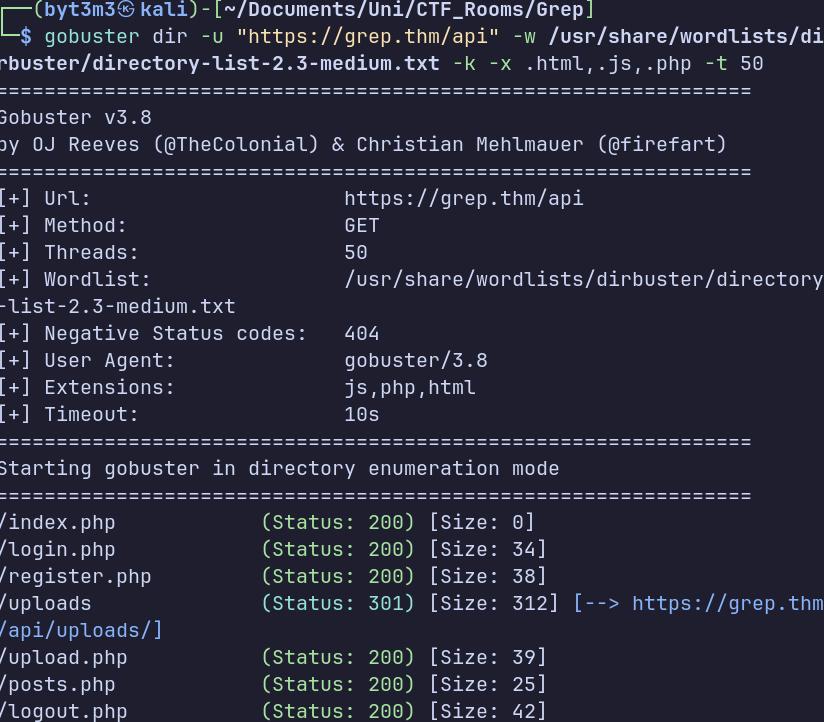 ┌──(byt3m3㉿kali)-[~/Documents/Uni/CTF_Rooms/Grep]
└─$ gobuster dir -u "https://grep.thm/api" -w /usr/share/wordlists/di
rbuster/directory-list-2.3-medium.txt -k -x .html,.js,.php -t 50
===============================================================
Gobuster v3.8
by OJ Reeves (@TheColonial) & Christian Mehlmauer (@firefart)
===============================================================
[+] Url:                     https://grep.thm/api
[+] Method:                  GET
[+] Threads:                 50
[+] Wordlist:                /usr/share/wordlists/dirbuster/directory
-list-2.3-medium.txt
[+] Negative Status codes:   404
[+] User Agent:              gobuster/3.8
[+] Extensions:              js,php,html
[+] Timeout:                 10s
===============================================================
Starting gobuster in directory enumeration mode
===============================================================
/index.php            (Status: 200) [Size: 0]
/login.php            (Status: 200) [Size: 34]
/register.php         (Status: 200) [Size: 38]
/uploads              (Status: 301) [Size: 312] [--> https://grep.thm
/api/uploads/]
/upload.php           (Status: 200) [Size: 39]
/posts.php            (Status: 200) [Size: 25]
/logout.php           (Status: 200) [Size: 42]